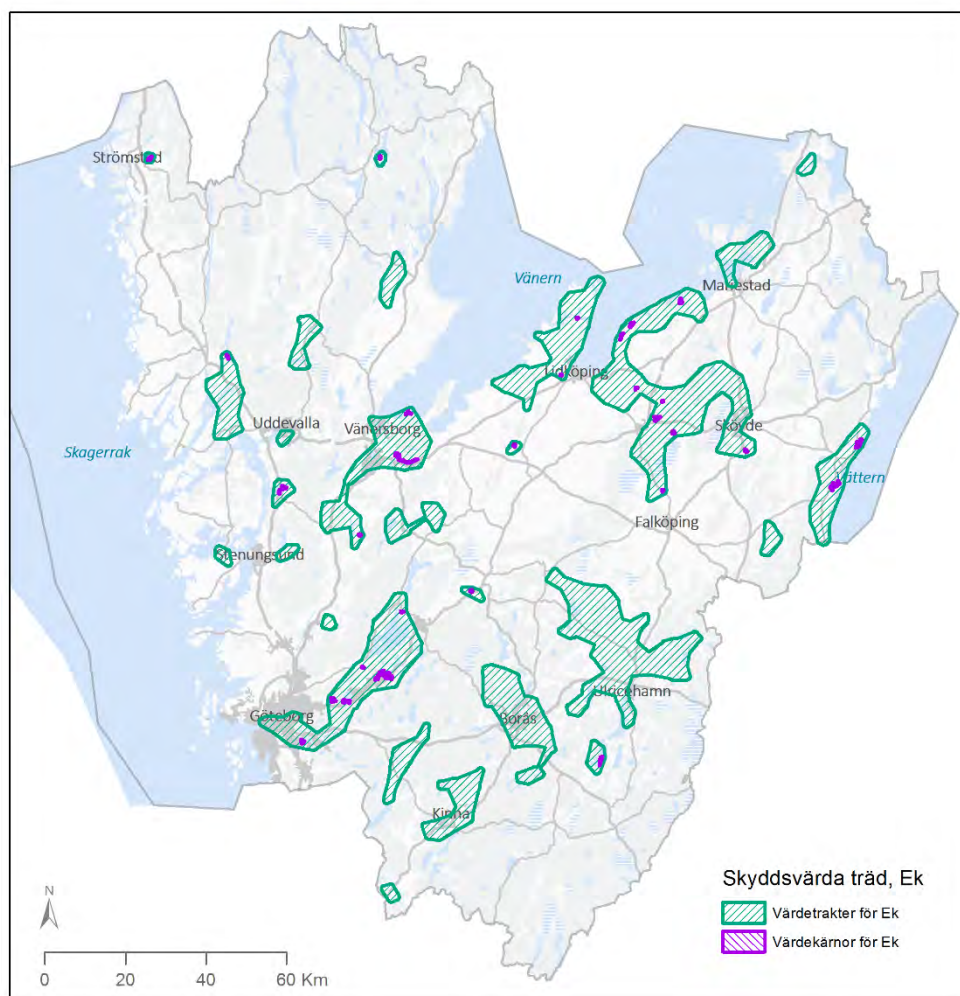 Strömstad
Vänern
Mariestad
Lidköping
Uddevalla
Vänersborg
Skövde
Skagerrak
Vättern
Falköping
Stenungsund
Ulricehamn
Göteborg
Borås
Kinna
Skyddsvärda träd, Ek
N
Värdetrakter för Ek
Värdekärnor för Ek
0 20 40 60 Km